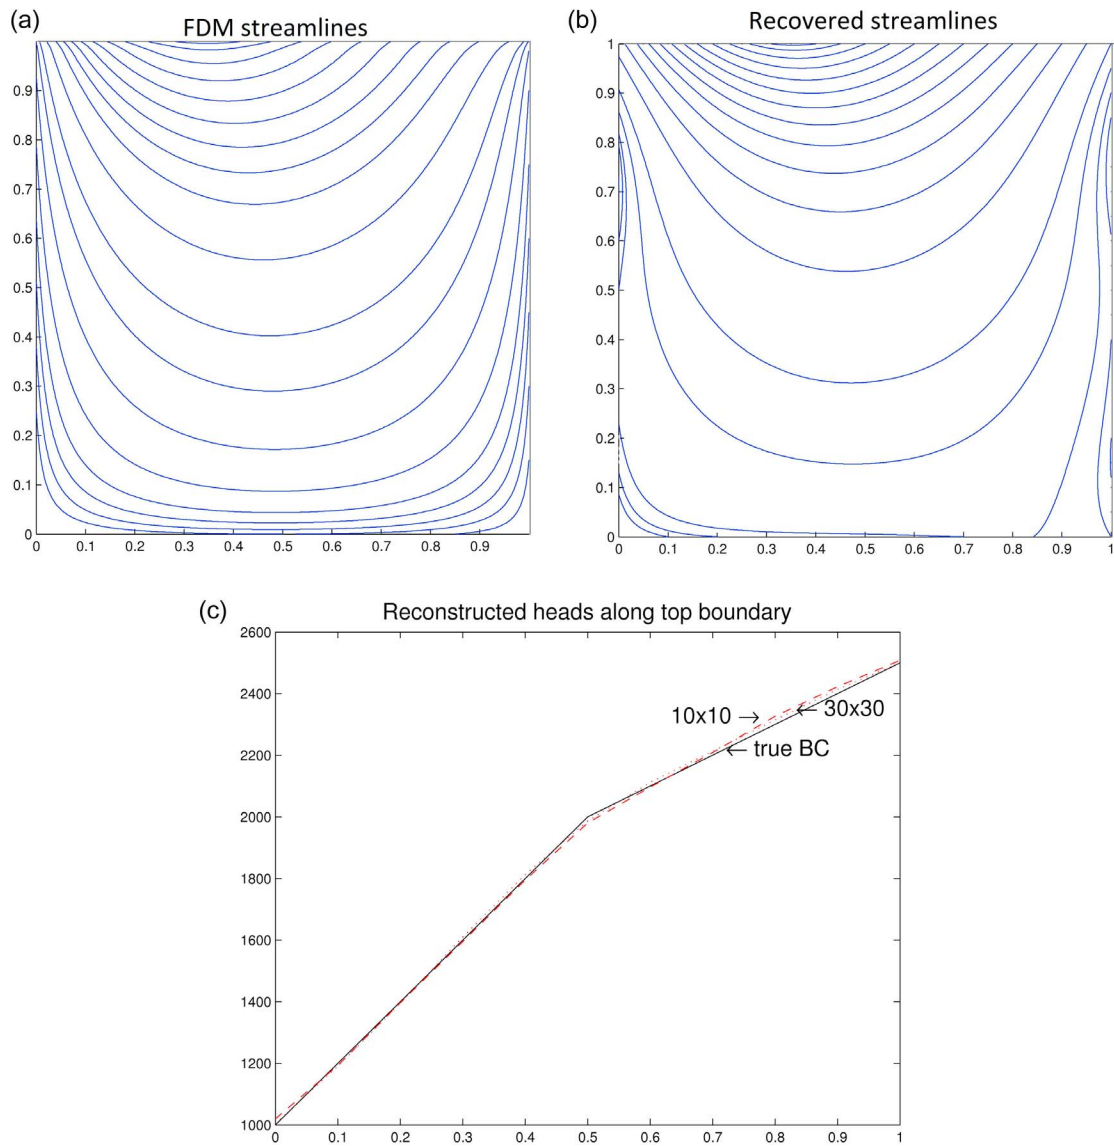 (a)
FDM streamlines
0.9
0.8
0.7
0.6
0.5
0.4
0.3
0.2
0.1
0
0 0.1 0.2 0.3 0.4 0.5 0.6 0.7 0.8 0.9
(b)
Recovered streamlines
1
0.9
0.8
0.7
0.6
0.5
0.4
0.3
0.2
0.1
0
0 0.1 0.2 0.3 0.4 0.5 0.6 0.7 0.8 0.9 1
(c)
Reconstructed heads along top boundary
2600
2400
2200
2000
1800
1600
1400
1200
1000
10x10 →
← 30x30
← true BC
0 0.1 0.2 0.3 0.4 0.5 0.6 0.7 0.8 0.9 1